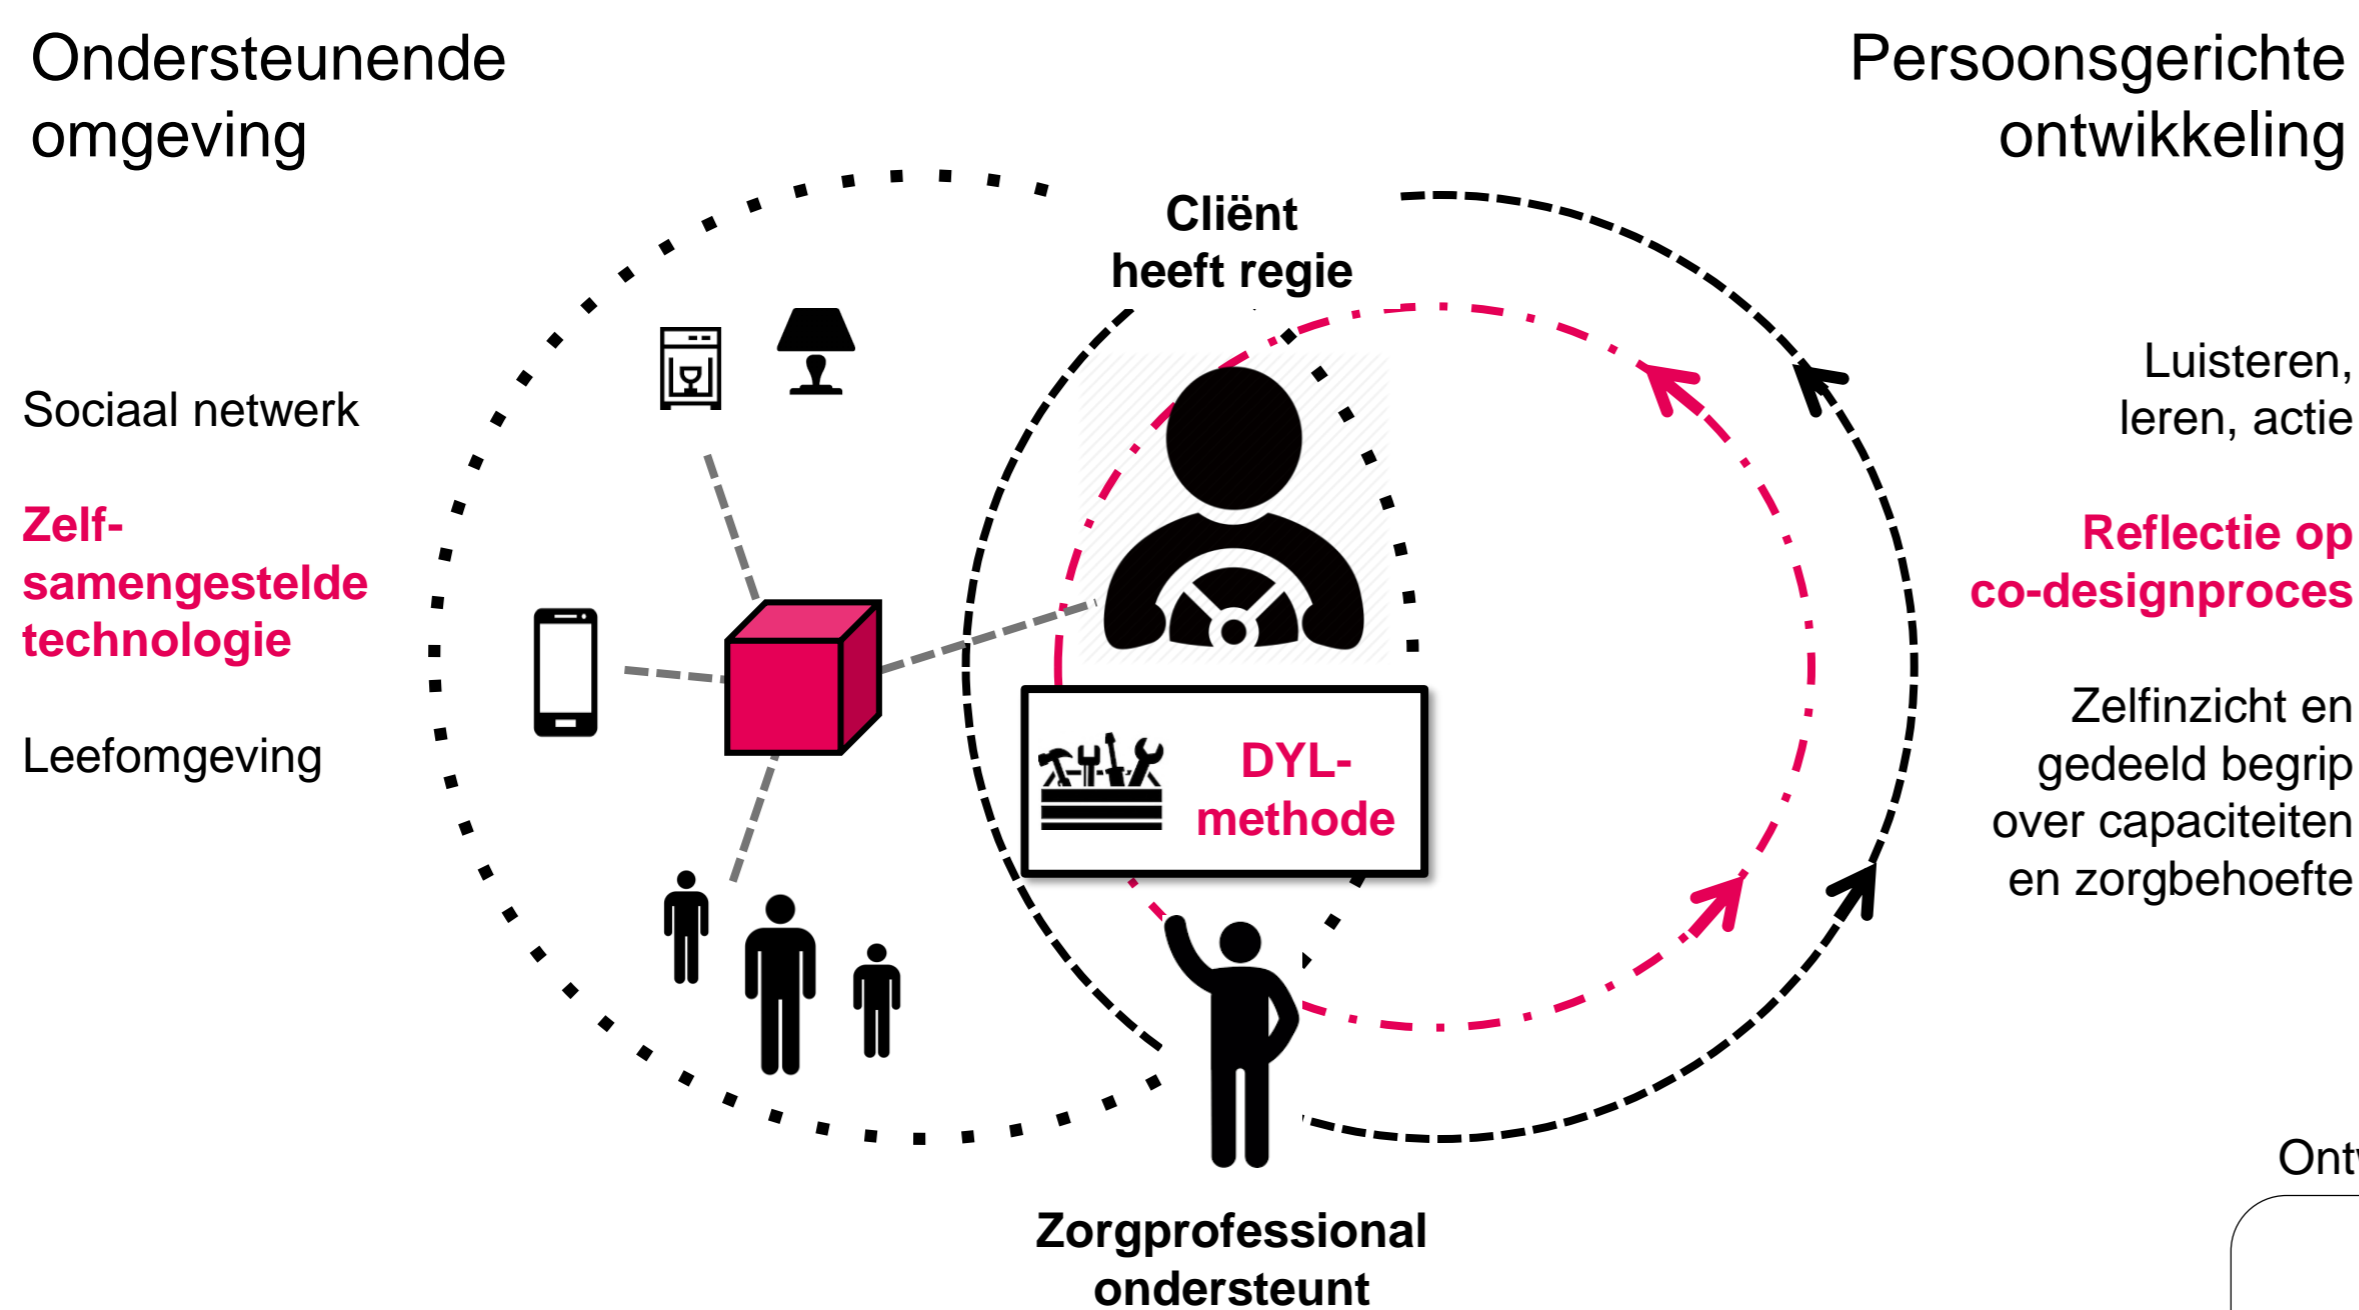 Ondersteunende
omgeving
Persoonsgerichte
ontwikkeling
Cliënt
heeft regie
Sociaal netwerk
Zelf-
samengestelde
technologie
Leefomgeving
DYL-
methode
Luisteren,
leren, actie
Reflectie op
co-designproces
Zelfinzicht en
gedeeld begrip
over capaciteiten
en zorgbehoefte
Zorgprofessional
ondersteunt